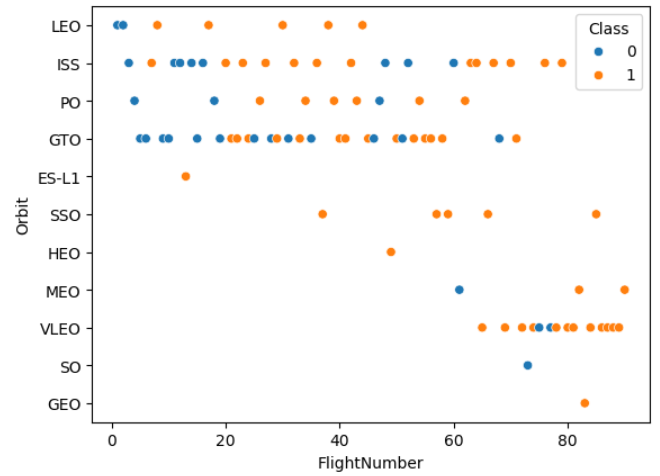 LEO
ISS
PO
GTO
ES-L1
SSO
HEO
MEO
VLEO
SO
GEO
Orbit
Class
0
1
0
20
40
60
80
FlightNumber